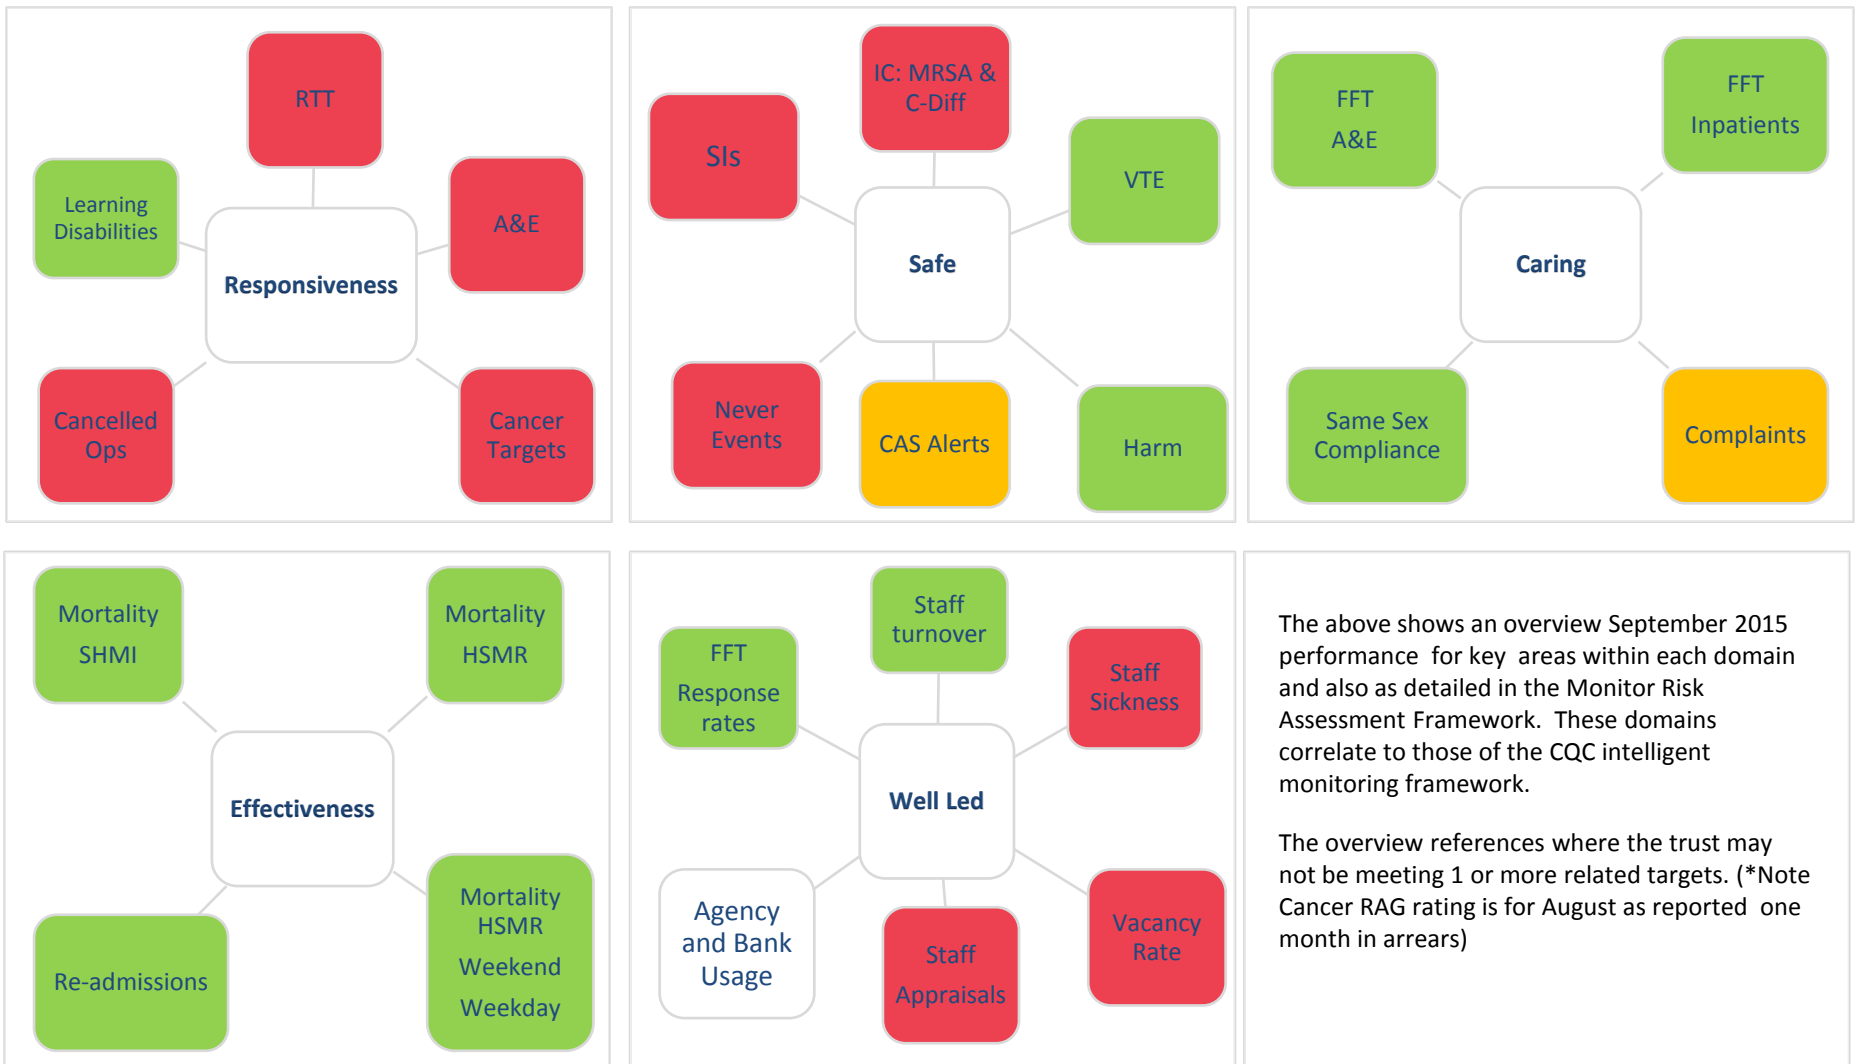 RTT
Learning
Disabilities
A&E
Responsiveness
Cancelled
Ops
Cancer
Targets
IC: MRSA &
C-Diff
SIs
VTE
Safe
Never
Events
CAS Alerts
Harm
FFT
A&E
FFT
Inpatients
Caring
Same Sex
Compliance
Complaints
Mortality
SHMI
Mortality
HSMR
Effectiveness
Re-admissions
Mortality
HSMR
Weekend
Weekday
Staff
turnover
FFT
Response
rates
Staff
Sickness
Well Led
Agency
and Bank
Usage
Staff
Appraisals
Vacancy
Rate
The above shows an overview September 2015
performance for key areas within each domain
and also as detailed in the Monitor Risk
Assessment Framework. These domains
correlate to those of the CQC intelligent
monitoring framework.
The overview references where the trust may
not be meeting 1 or more related targets. (*Note
Cancer RAG rating is for August as reported one
month in arrears)